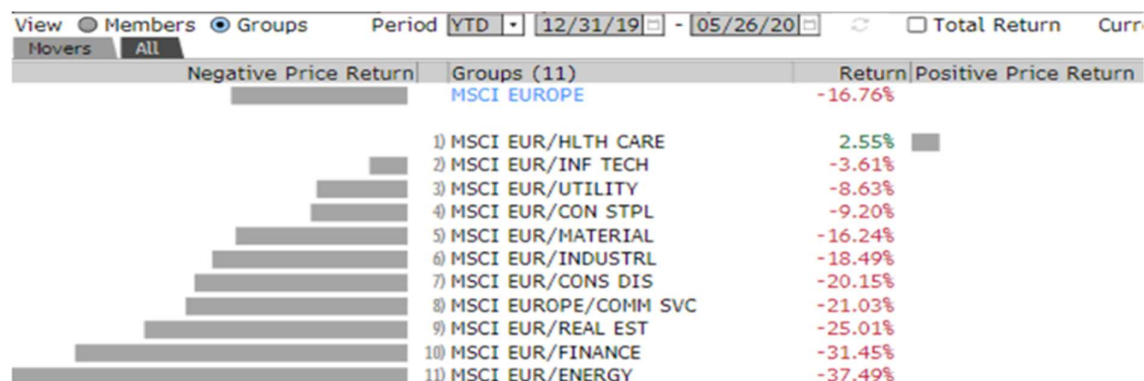 View Members Groups Period YTD 12/31/19 - 05/26/20 Total Return Curr
Movers All
Negative Price Return Groups (11) Return Positive Price Return
MSCI EUROPE -16.76%
1) MSCI EUR/HLTH CARE 2.55%
2) MSCI EUR/INF TECH -3.61%
3) MSCI EUR/UTILITY -8.63%
4) MSCI EUR/CON STPL -9.20%
5) MSCI EUR/MATERIAL -16.24%
6) MSCI EUR/INDUSTRL -18.49%
7) MSCI EUR/CONS DIS -20.15%
8) MSCI EUROPE/COMM SVC -21.03%
9) MSCI EUR/REAL EST -25.01%
10) MSCI EUR/FINANCE -31.45%
11) MSCI EUR/ENERGY -37.49%